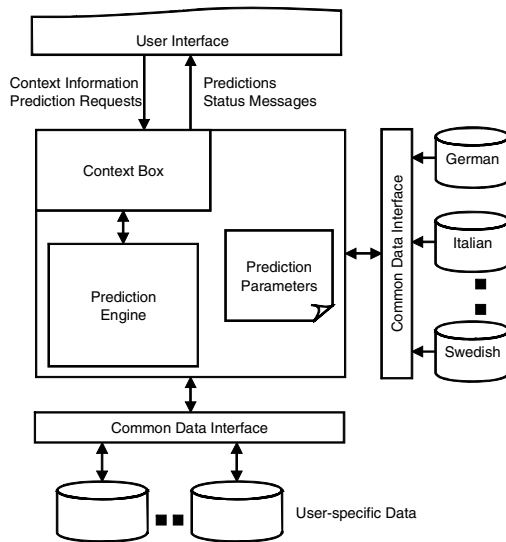 User Interface
Context Information
Prediction Requests
Predictions
Status Messages
Context Box
Prediction
Engine
Prediction
Parameters
Common Data Interface
German
Italian
Swedish
Common Data Interface
User-specific Data